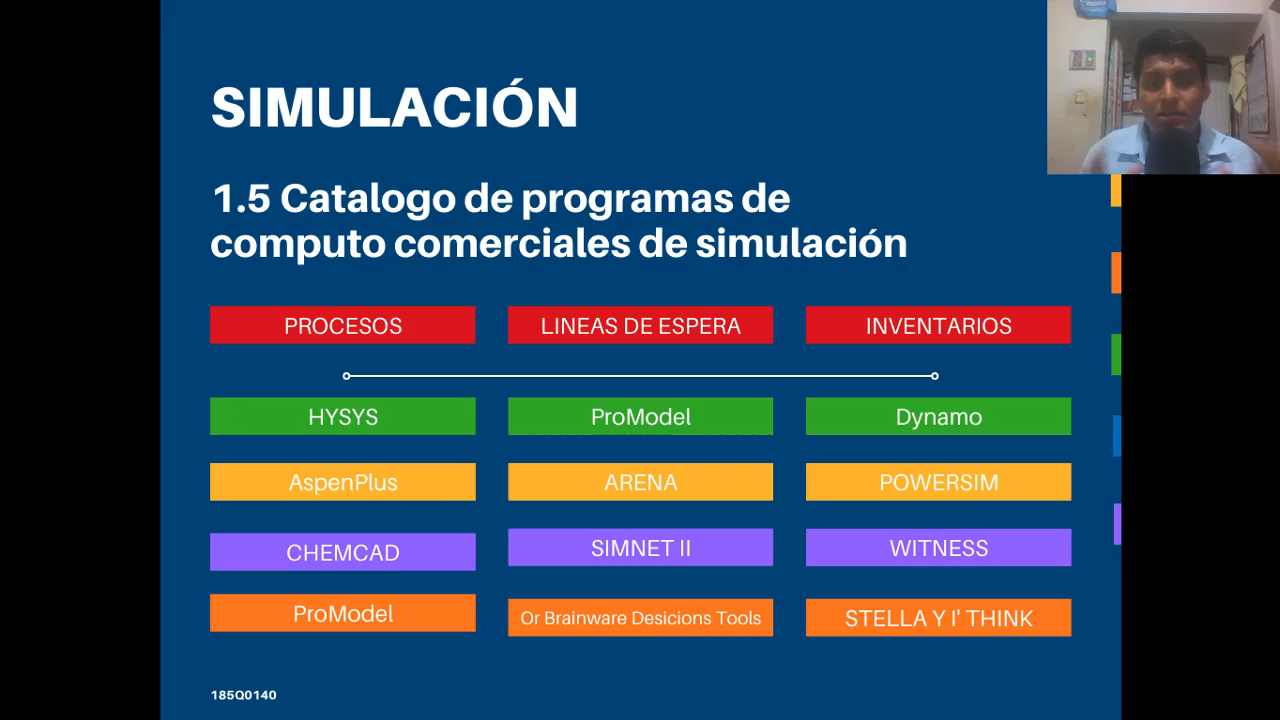 SIMULACIÓN
1.5 Catalogo de programas de
computo comerciales de simulación
PROCESOS
LINEAS DE ESPERA
INVENTARIOS
HYSYS
ProModel
Dynamo
AspenPlus
ARENA
POWERSIM
CHEMCAD
SIMNET II
WITNESS
ProModel
Or Brainware Desicions Tools
STELLA Y I' THINK
185Q0140